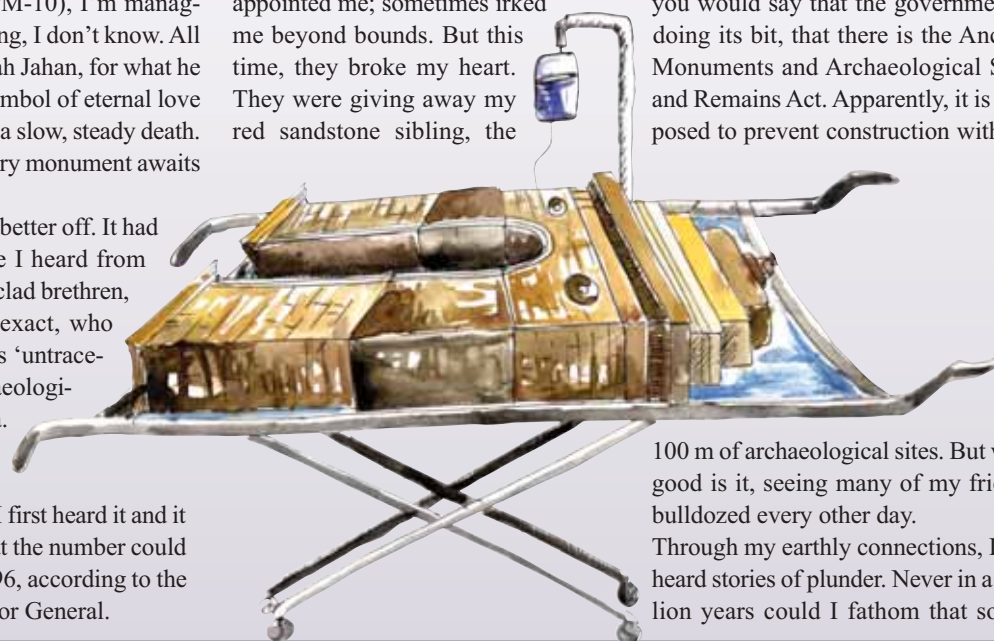 M-10), I'm manag-
ng, I don't know. All
ah Jahan, for what he
mbol of eternal love
a slow, steady death.
ry monument awaits
better off. It had
e I heard from
clad brethren,
exact, who
s ‘untrace-
aeologi-
I first heard it and it
at the number could
96, according to the
or General.
appointed me; sometimes irked
me beyond bounds. But this
time, they broke my heart.
They were giving away my
red sandstone sibling, the
you would say that the governme
doing its bit, that there is the Anc
Monuments and Archaeological S
and Remains Act. Apparently, it is
posed to prevent construction with
100 m of archaeological sites. But w
good is it, seeing many of my frie
bulldozed every other day.
Through my earthly connections, I
heard stories of plunder. Never in a
lion years could I fathom that so